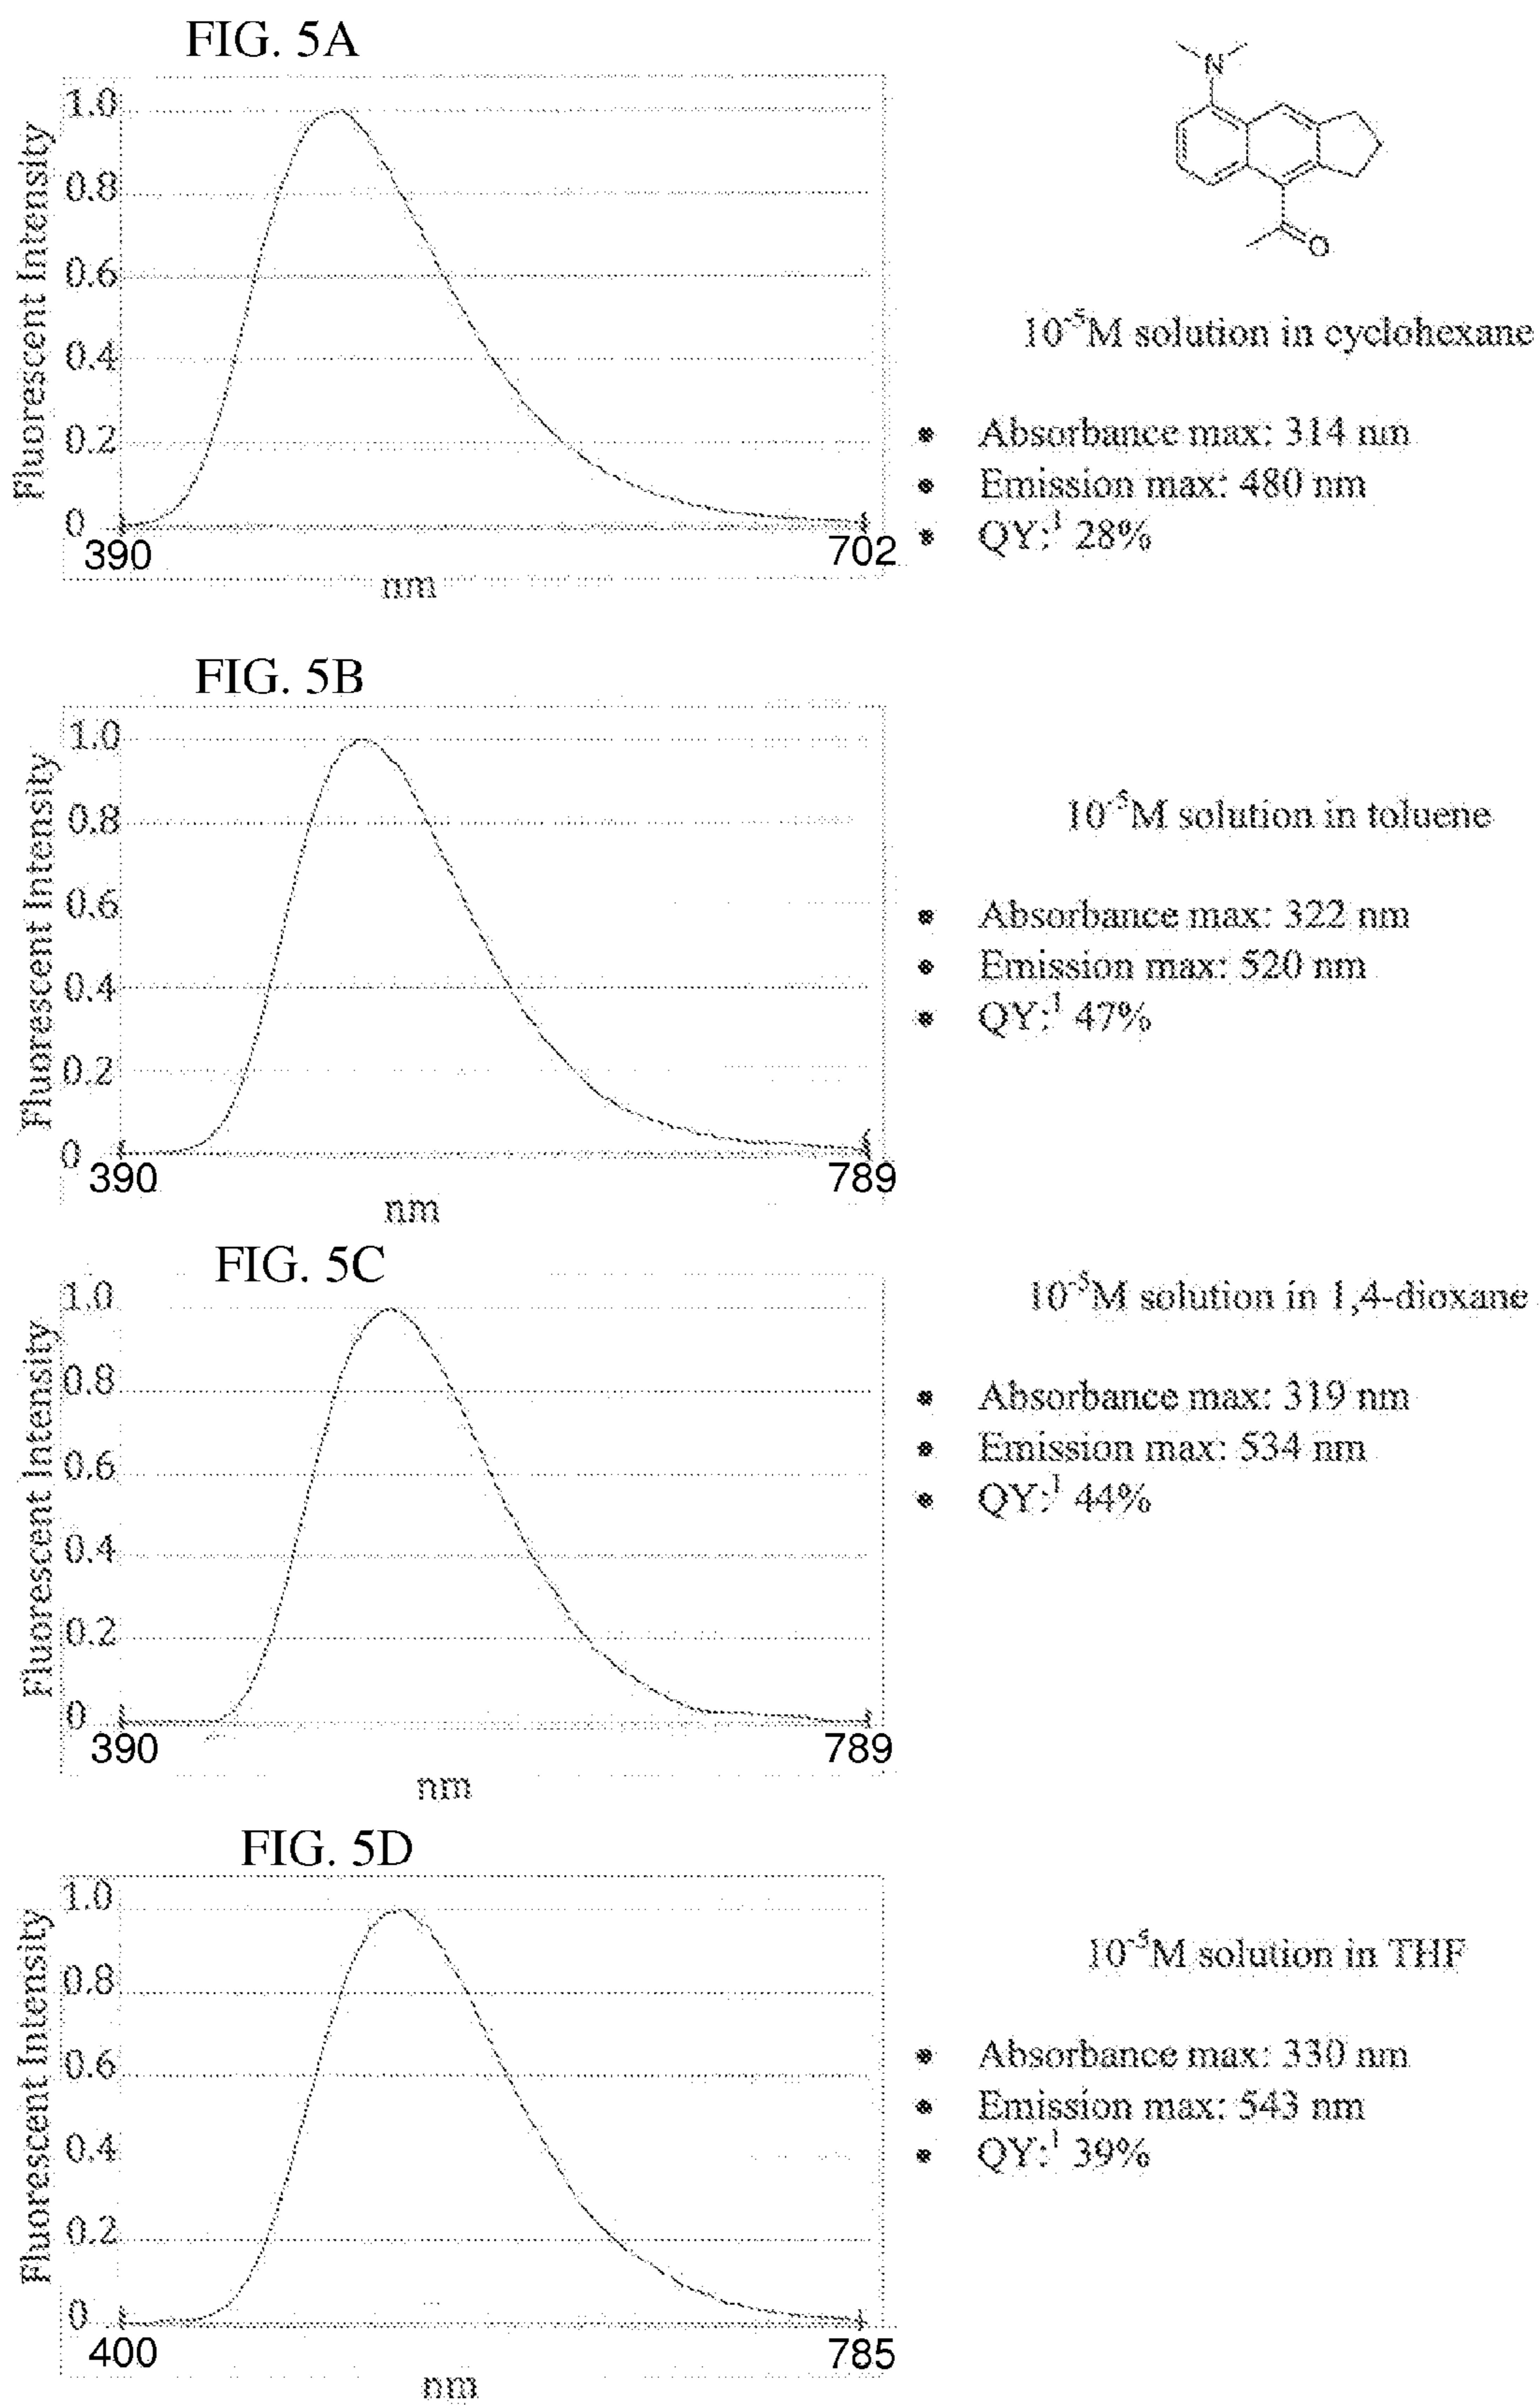 FIG. 5A
Fluorescent Intensity
1.0
0.8
0.6
0.4
0.2
0
390
702
nm
N
O
10⁻⁵M solution in cyclohexane
• Absorbance max: 314 nm
• Emission max: 480 nm
• QY:¹ 28%
FIG. 5B
Fluorescent Intensity
1.0
0.8
0.6
0.4
0.2
0
390
789
nm
10⁻⁵M solution in toluene
• Absorbance max: 322 nm
• Emission max: 520 nm
• QY:¹ 47%
FIG. 5C
Fluorescent Intensity
1.0
0.8
0.6
0.4
0.2
0
390
789
nm
10⁻⁵M solution in 1,4-dioxane
• Absorbance max: 319 nm
• Emission max: 534 nm
• QY:¹ 44%
FIG. 5D
Fluorescent Intensity
1.0
0.8
0.6
0.4
0.2
0
400
785
nm
10⁻⁵M solution in THF
• Absorbance max: 330 nm
• Emission max: 543 nm
• QY:¹ 39%